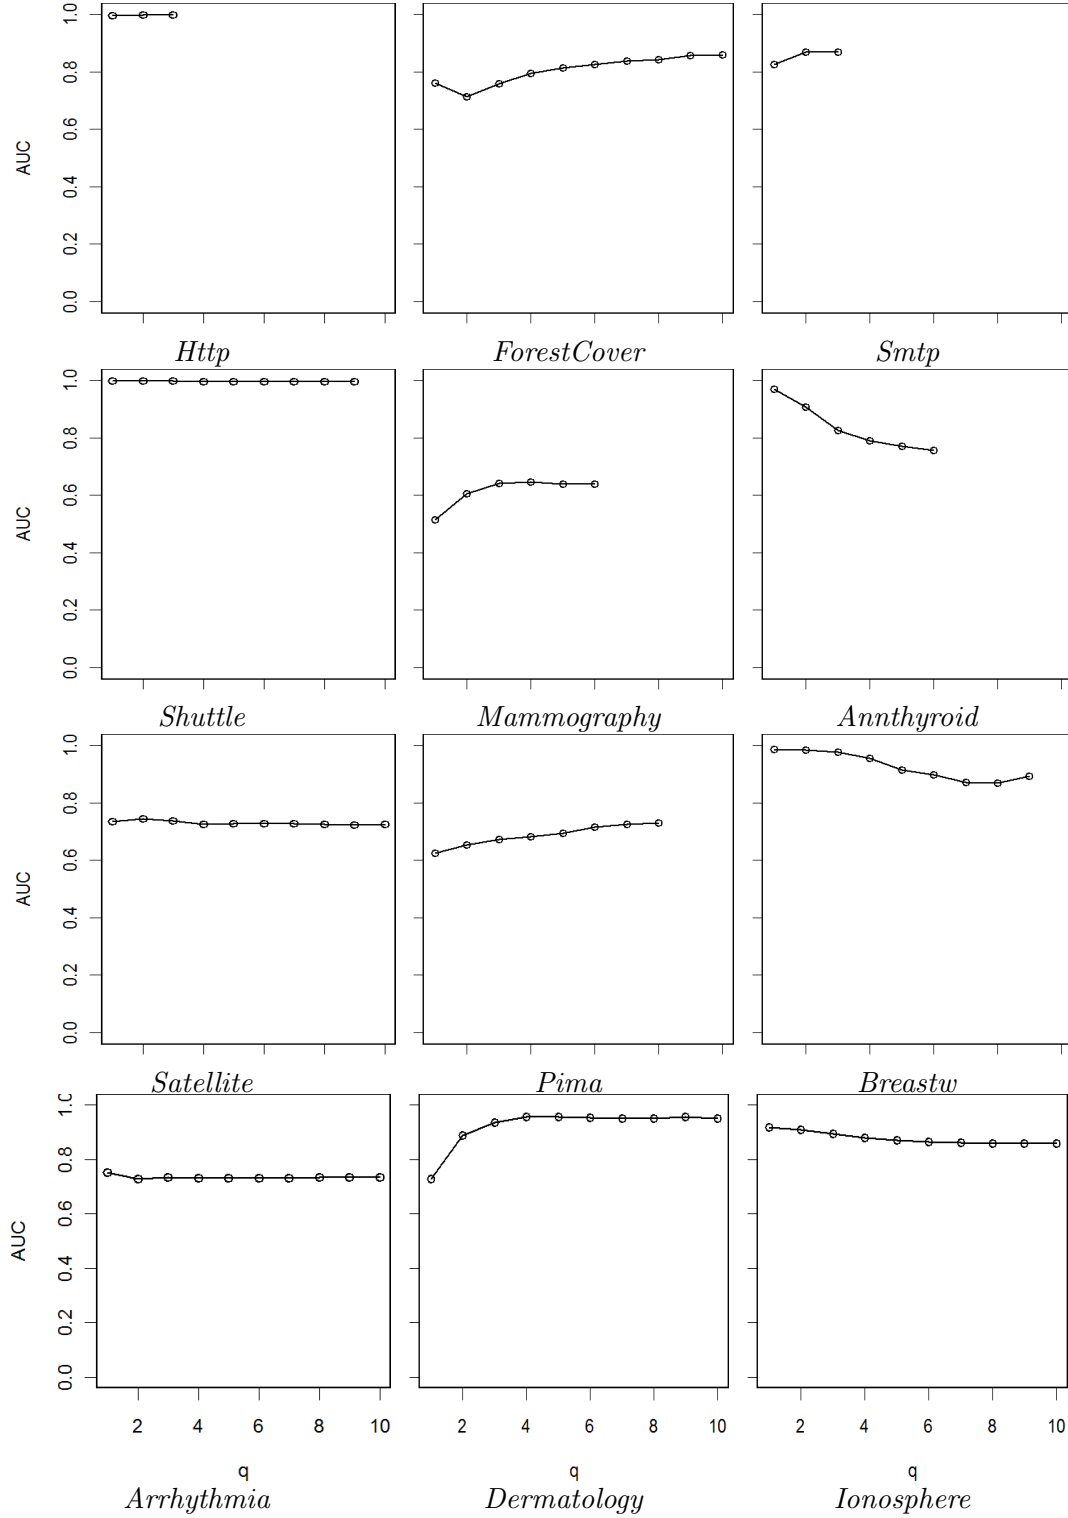 AUC
0.0 0.2 0.4 0.6 0.8 1.0
Http ForestCover Smtp
AUC
0.0 0.2 0.4 0.6 0.8 1.0
Shuttle Mammography Annthyroid
AUC
0.0 0.2 0.4 0.6 0.8 1.0
Satellite Pima Breastw
AUC
0.0 0.2 0.4 0.6 0.8 1.0
2 4 6 8 10 2 4 6 8 10 2 4 6 8 10
q q q
Arrhythmia Dermatology Ionosphere